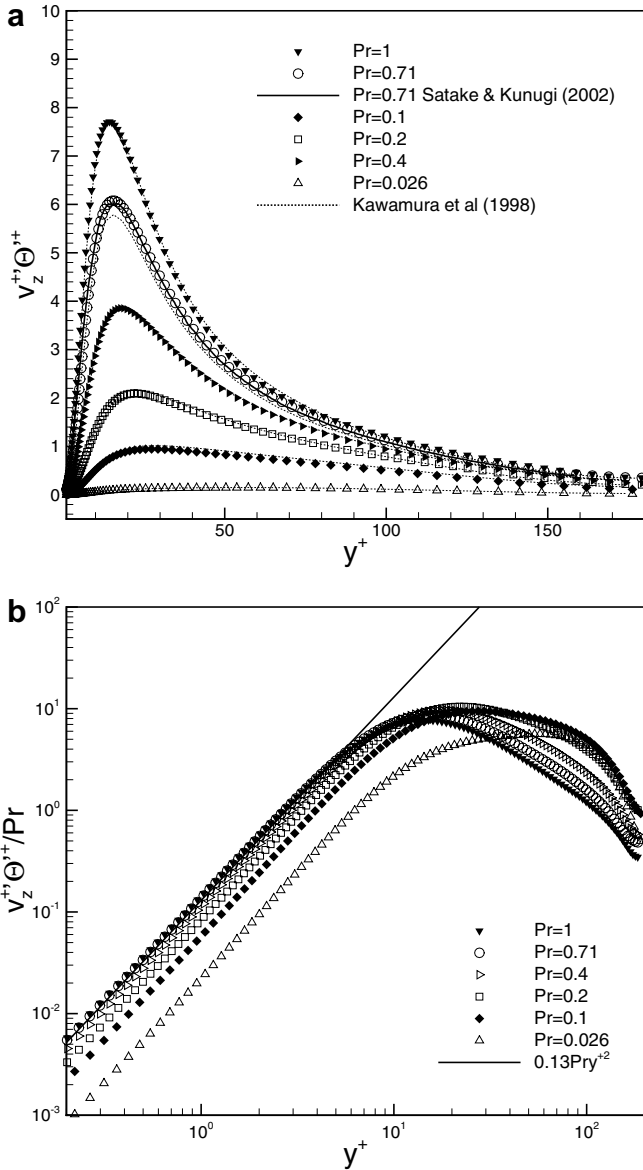 a
10
9
8
7
6
5
4
3
2
1
0
v_z^{+'}Θ'^+
Pr=1
Pr=0.71
Pr=0.71 Satake & Kunugi (2002)
Pr=0.1
Pr=0.2
Pr=0.4
Pr=0.026
Kawamura et al (1998)
50 100 150
y^+
b
10^2
10^1
10^0
10^-1
10^-2
10^-3
v_z^{+'}Θ'^+/Pr
Pr=1
Pr=0.71
Pr=0.4
Pr=0.2
Pr=0.1
Pr=0.026
0.13Pry^{+2}
10^0 10^1 10^2
y^+